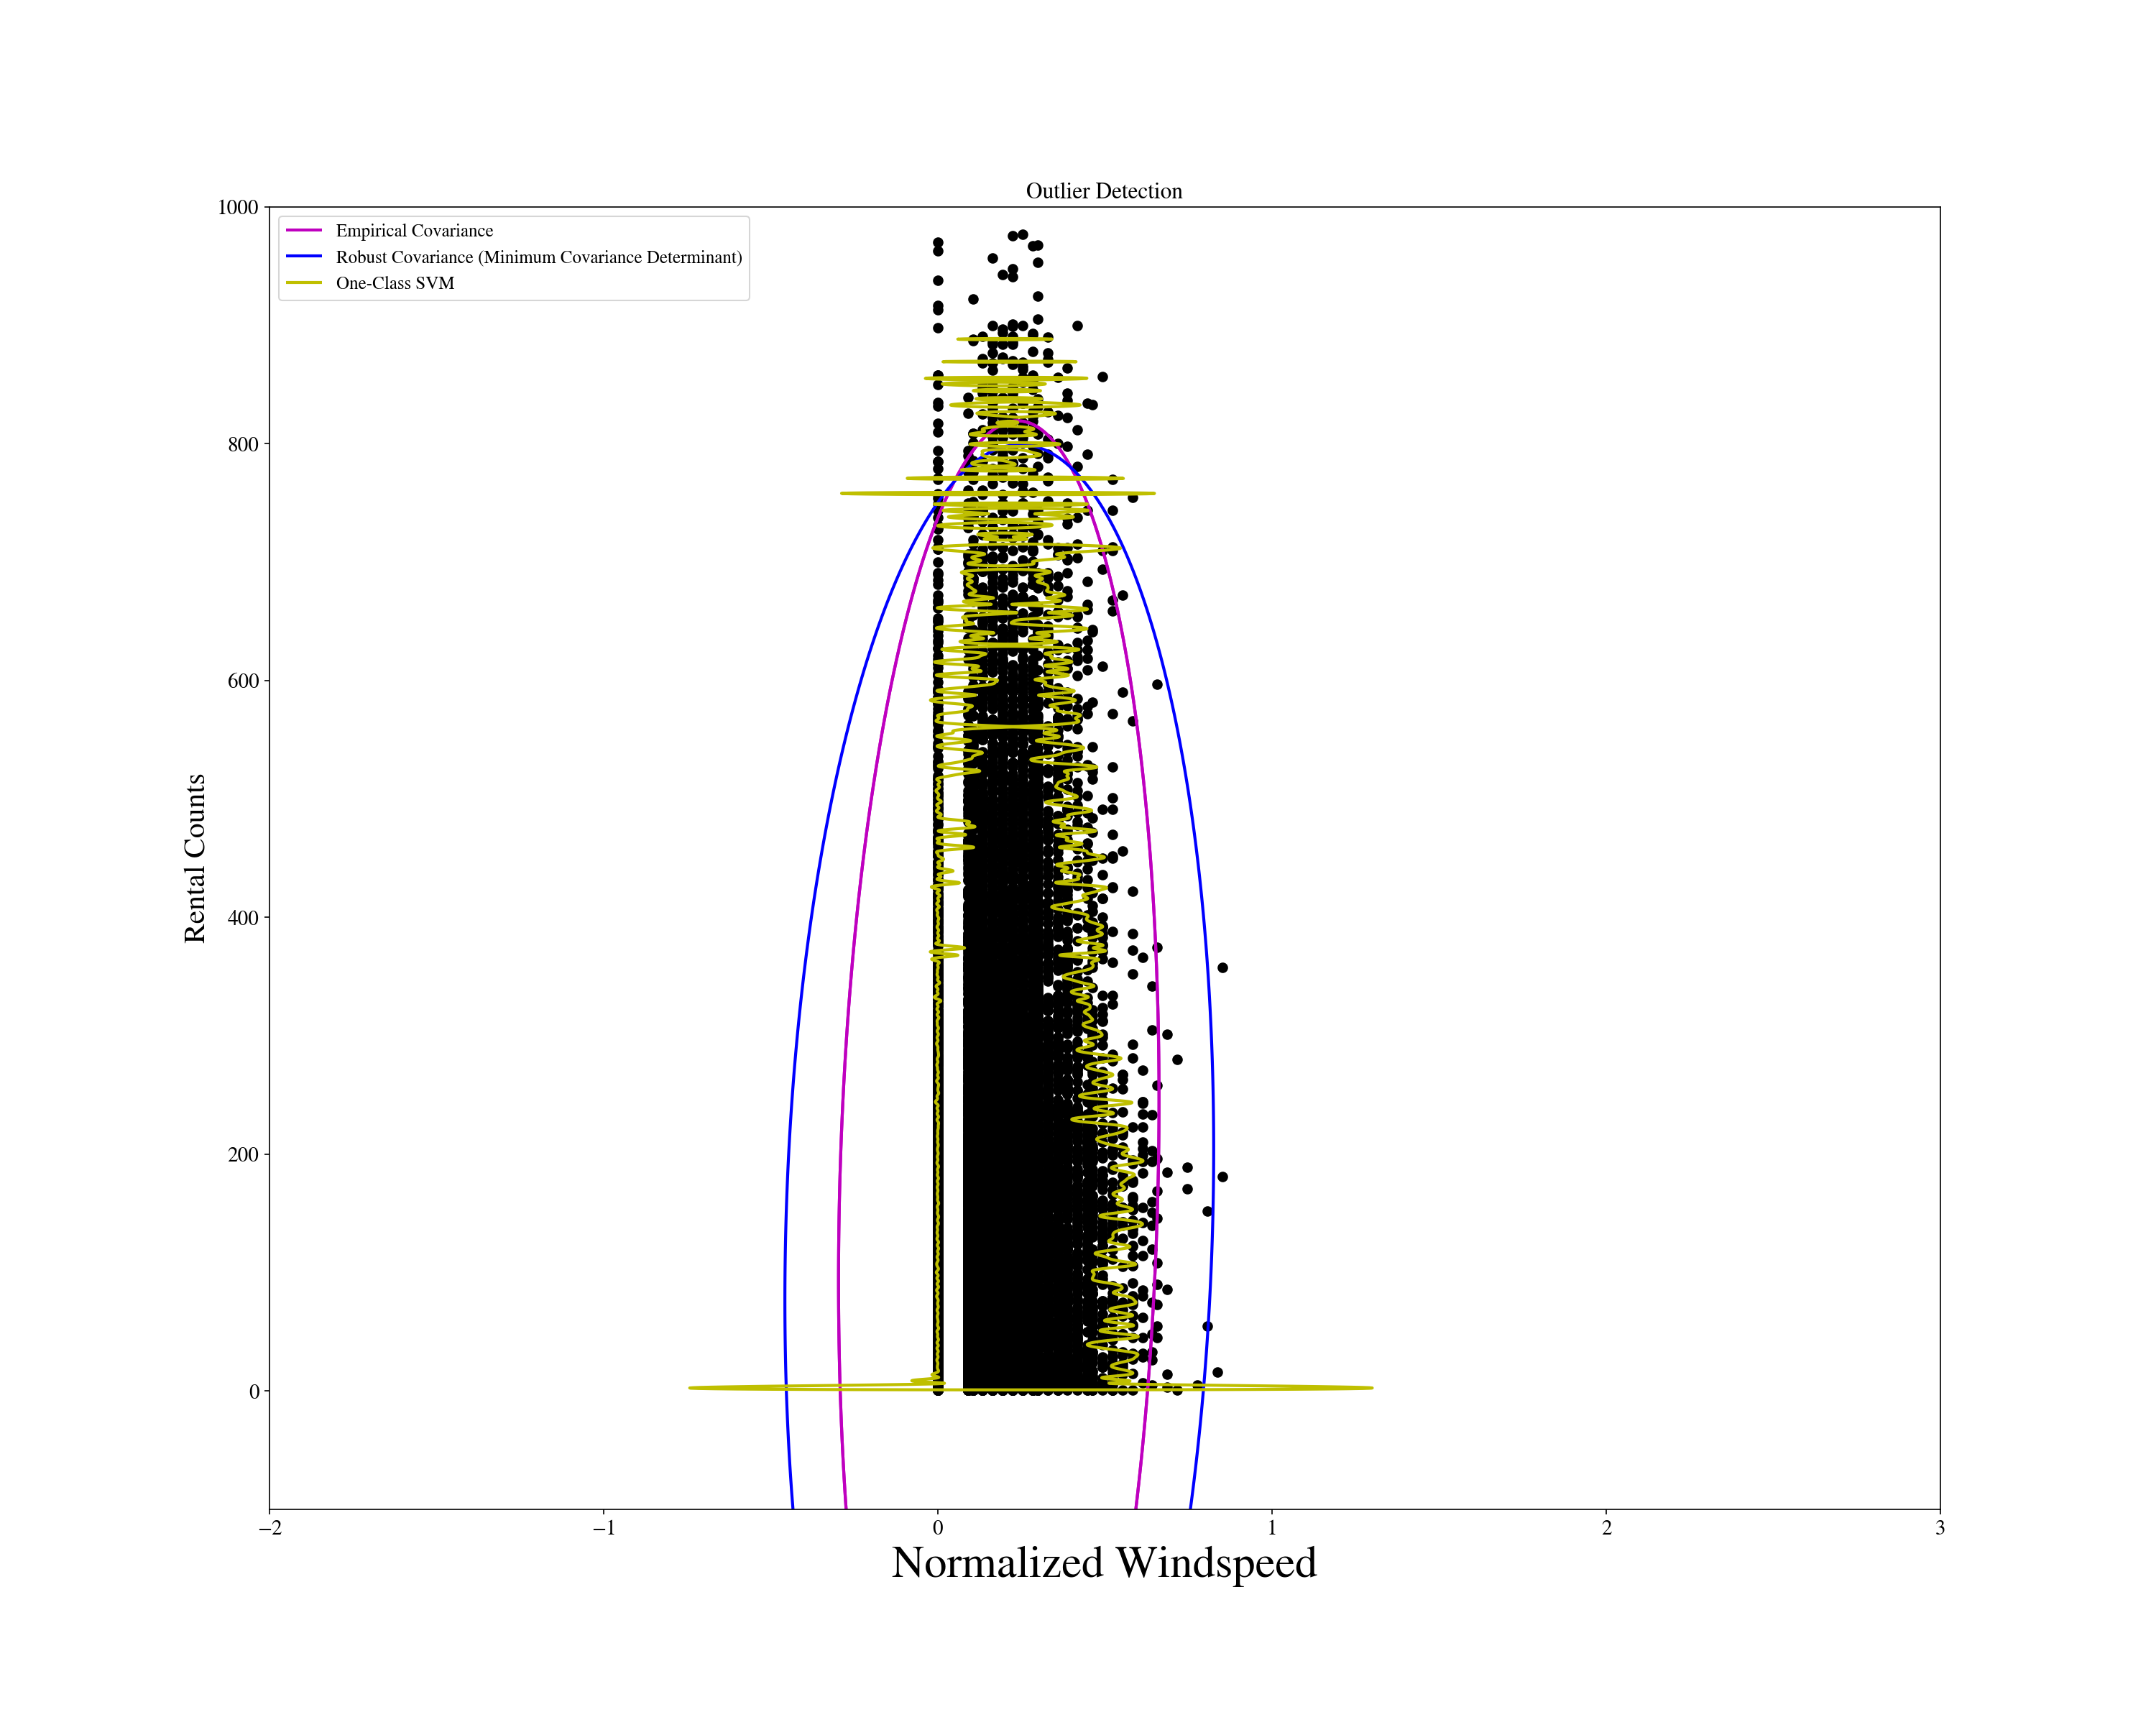 Outlier Detection
Empirical Covariance
Robust Covariance (Minimum Covariance Determinant)
One-Class SVM
1000
800
600
400
200
0
Rental Counts
−2 −1 0 1 2 3
Normalized Windspeed